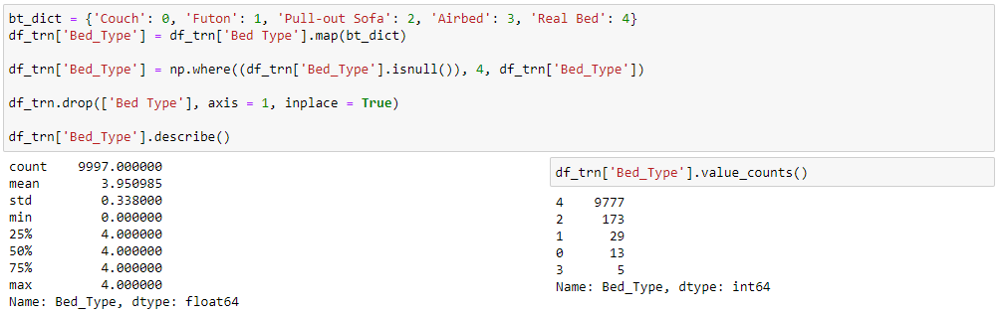 bt_dict = {'Couch': 0, 'Futon': 1, 'Pull-out Sofa': 2, 'Airbed': 3, 'Real Bed': 4}
df_trn['Bed_Type'] = df_trn['Bed Type'].map(bt_dict)
df_trn['Bed_Type'] = np.where((df_trn['Bed_Type'].isnull()), 4, df_trn['Bed_Type'])
df_trn.drop(['Bed Type'], axis = 1, inplace = True)
df_trn['Bed_Type'].describe()
count    9997.000000
mean        3.950985
std         0.338000
min         0.000000
25%         4.000000
50%         4.000000
75%         4.000000
max         4.000000
Name: Bed_Type, dtype: float64
df_trn['Bed_Type'].value_counts()
4    9777
2     173
1      29
0      13
3       5
Name: Bed_Type, dtype: int64